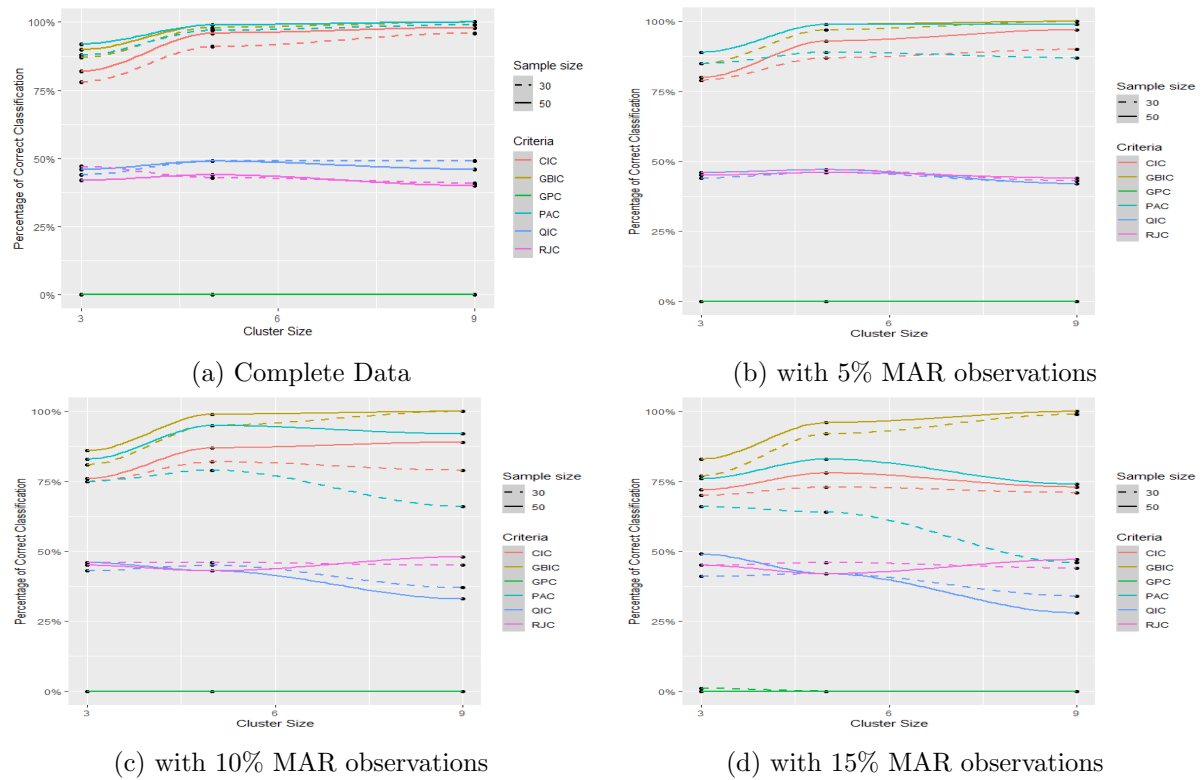 100%
75%
50%
25%
0%
Percentage of Correct Classification
3
6
9
Cluster Size
Sample size
30
50
Criteria
CIC
GBIC
GPC
PAC
QIC
RJC
(a) Complete Data
100%
75%
50%
25%
0%
Percentage of Correct Classification
3
6
9
Cluster Size
Sample size
30
50
Criteria
CIC
GBIC
GPC
PAC
QIC
RJC
(b) with 5% MAR observations
100%
75%
50%
25%
0%
Percentage of Correct Classification
3
6
9
Cluster Size
Sample size
30
50
Criteria
CIC
GBIC
GPC
PAC
QIC
RJC
(c) with 10% MAR observations
100%
75%
50%
25%
0%
Percentage of Correct Classification
3
6
9
Cluster Size
Sample size
30
50
Criteria
CIC
GBIC
GPC
PAC
QIC
RJC
(d) with 15% MAR observations